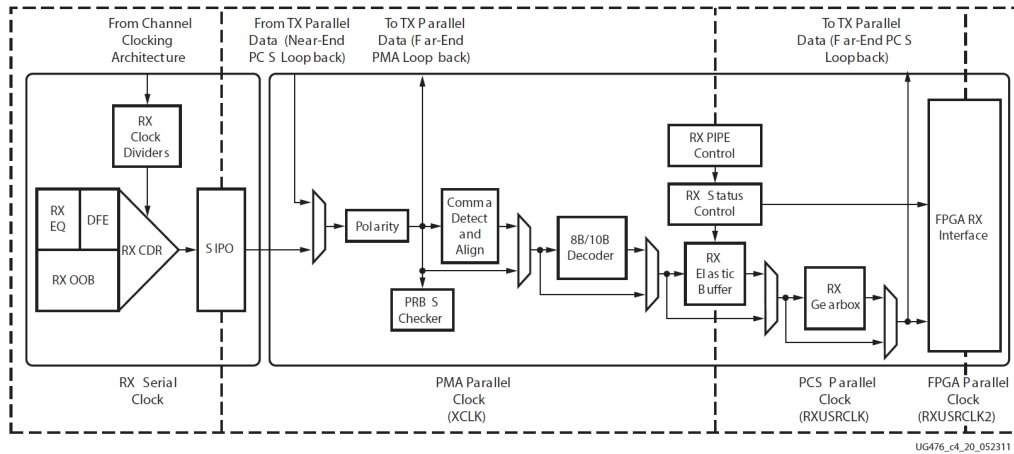 From Channel
Clocking
Architecture
From TX Parallel
Data (Near-End
PCS Loopback)
To TX Parallel
Data (Far-End
PMA Loopback)
To TX Parallel
Data (Far-End PCS
Loopback)
RX
Clock
Dividers
RX
EQ
DFE
RX OOB
RX CDR
SIPO
Polarity
PRBS
Checker
Comma
Detect
and
Align
8B/10B
Decoder
RX PIPE
Control
RX Status
Control
RX
Elastic
Buffer
RX
Gearbox
FPGA RX
Interface
RX Serial
Clock
PMA Parallel
Clock
(XCLK)
PCS Parallel
Clock
(RXUSRCLK)
FPGA Parallel
Clock
(RXUSRCLK2)
UG476_c4_20_052311